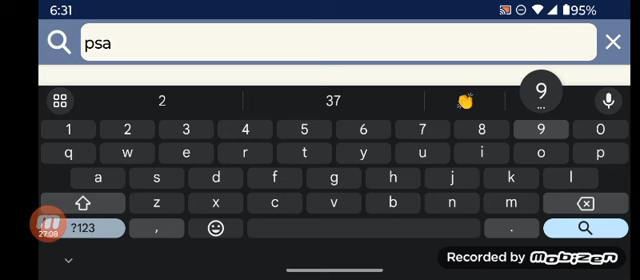 6:31 95%
psa
2 37 9
1 2 3 4 5 6 7 8 9 0
q w e r t y u i o p
a s d f g h j k l
z x c v b n m
?123 , .
27:08
Recorded by mobizen